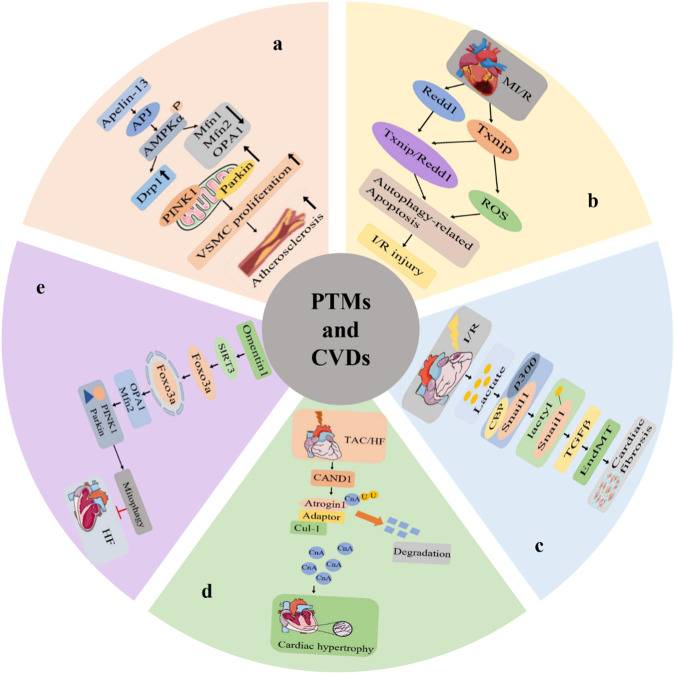 PTMs
and
CVDs
a
Apelin-13
APJ
AMPKα
P
Mfn1
Mfn2
OPA1
Drp1
PINK1
Parkin
VSMC proliferation
Atherosclerosis
b
MI/R
Redd1
Txnip
Txnip/Redd1
ROS
Autophagy-related
Apoptosis
I/R injury
c
I/R
Lactate
CBP
P300
Snail1
lactyl
Snail1
TGFβ
EndMT
Cardiac
fibrosis
d
TAC/HF
CAND1
Atrogin1
CnA
U
U
Adaptor
Cul-1
Degradation
CnA
CnA
CnA
CnA
CnA
Cardiac hypertrophy
e
Omentin1
SIRT3
Foxo3a
Foxo3a
OPA1
Mfn2
PINK1
Parkin
Mitophagy
HF